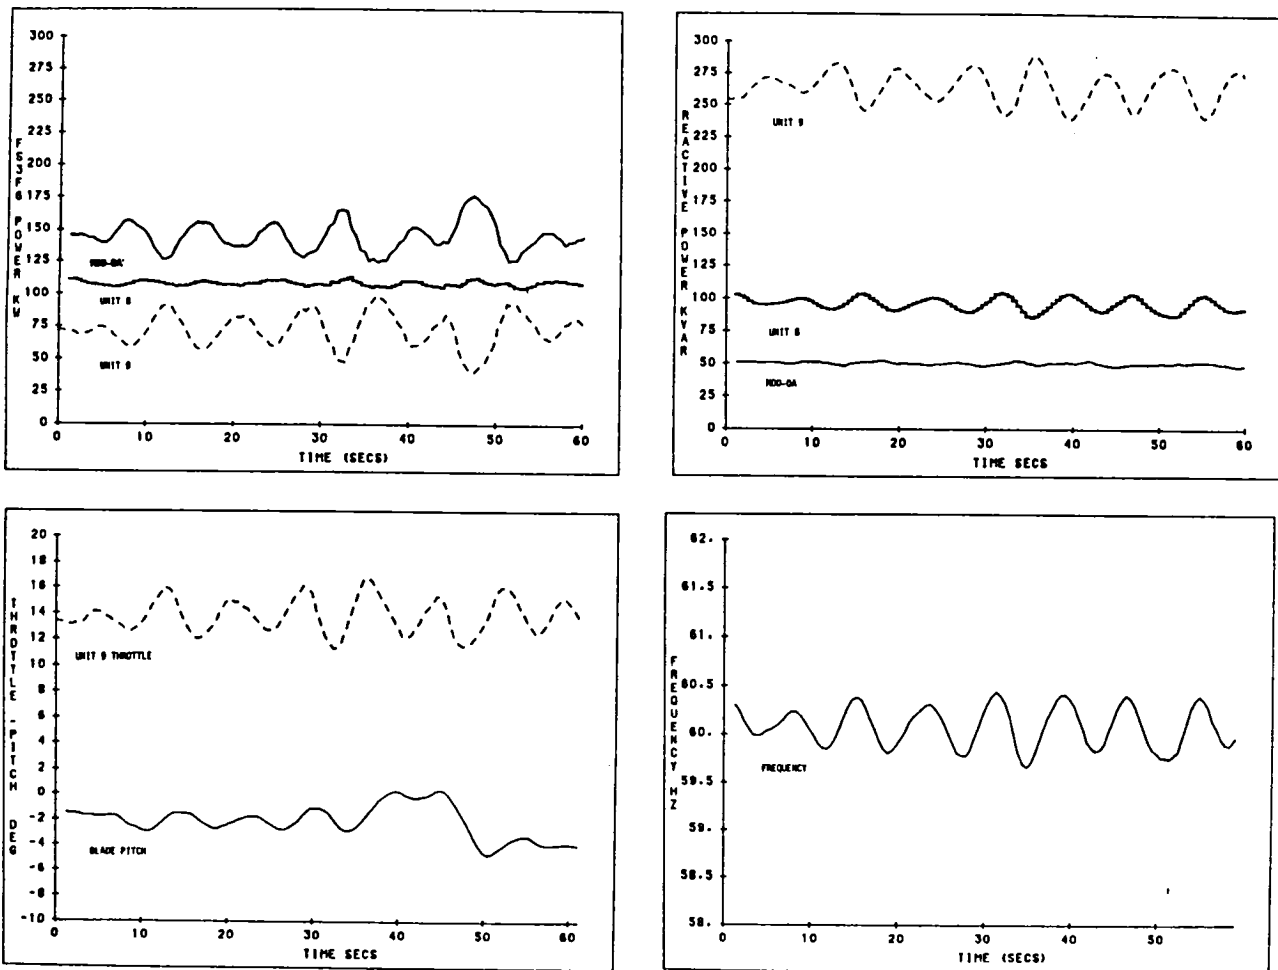 300
275
250
225
200
175
150
125
100
75
50
25
0
FS3F6 POWER KW
MOD-0A
UNIT 8
UNIT 9
0 10 20 30 40 50 60
TIME (SECS)
300
275
250
225
200
175
150
125
100
75
50
25
0
REACTIVE POWER KVAR
UNIT 9
UNIT 8
MOD-0A
0 10 20 30 40 50 60
TIME SECS
20
18
16
14
12
10
8
6
4
2
0
-2
-4
-6
-8
-10
THROTTLE -PITCH DEG
UNIT 9 THROTTLE
BLADE PITCH
0 10 20 30 40 50 60
TIME SECS
62.
61.5
61.
60.5
60.
59.5
59.
58.5
58.
FREQUENCY HZ
FREQUENCY
0 10 20 30 40 50
TIME (SECS)